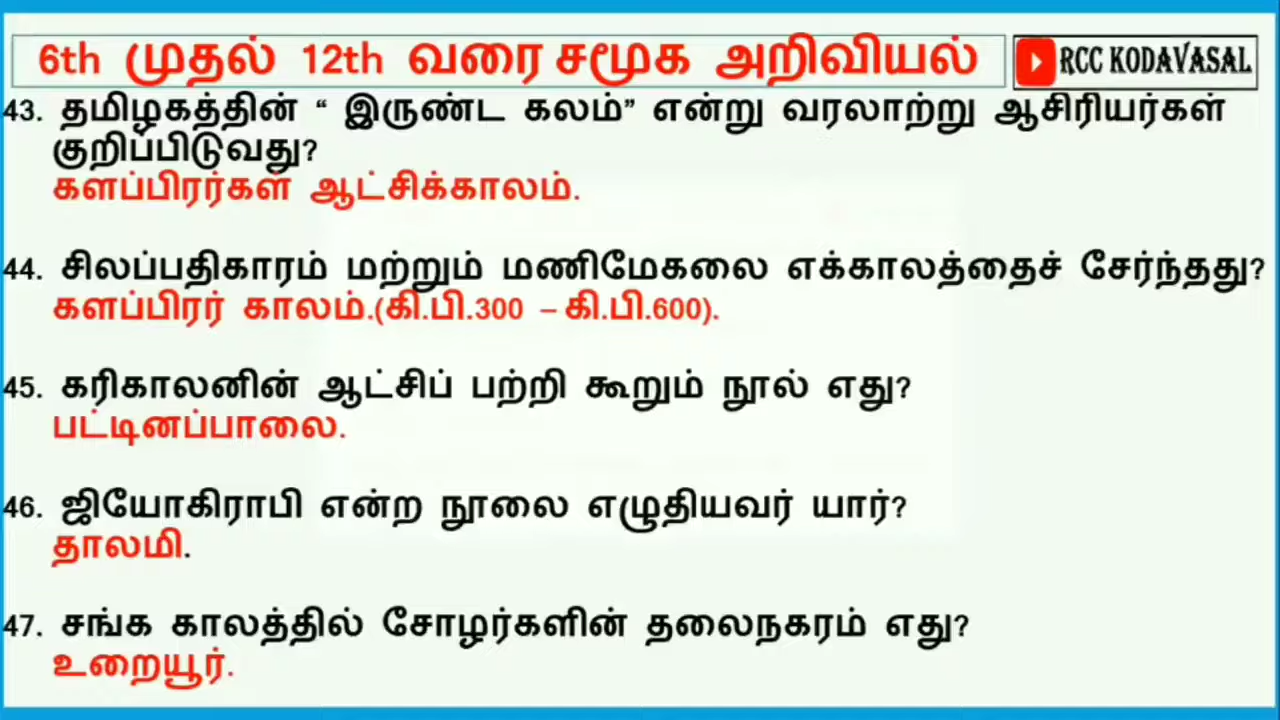 6th முதல் 12th வரை சமூக அறிவியல்
RCC KODAVASAL
43. தமிழகத்தின் “ இருண்ட கலம்” என்று வரலாற்று ஆசிரியர்கள்
குறிப்பிடுவது?
களப்பிரர்கள் ஆட்சிக்காலம்.
44. சிலப்பதிகாரம் மற்றும் மணிமேகலை எக்காலத்தைச் சேர்ந்தது?
களப்பிரர் காலம்.(கி.பி.300 – கி.பி.600).
45. கரிகாலனின் ஆட்சிப் பற்றி கூறும் நூல் எது?
பட்டினப்பாலை.
46. ஜியோகிராபி என்ற நூலை எழுதியவர் யார்?
தாலமி.
47. சங்க காலத்தில் சோழர்களின் தலைநகரம் எது?
உறையூர்.